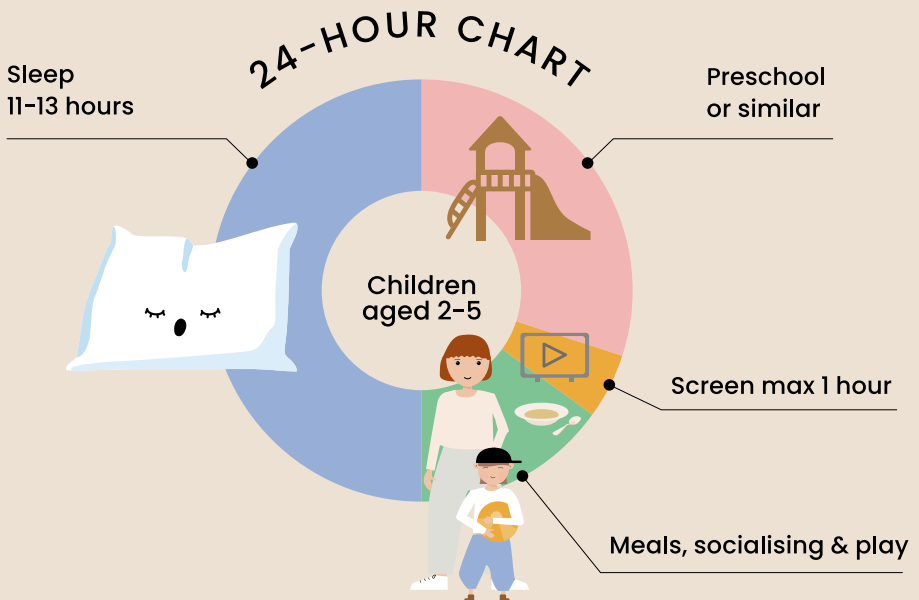 24-HOUR CHART
Sleep
11-13 hours
Preschool
or similar
Children
aged 2-5
Screen max 1 hour
Meals, socialising & play